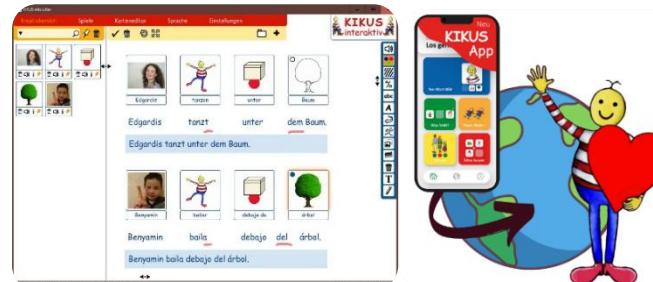 Spiele
Karteneditor
Sprache
Einstellungen
KIKUS
interaktiv
Edgardis
tanzen
unter
Baum
Edgardis tanzt unter dem Baum.
Edgardis tanzt unter dem Baum.
Benyamin
bailar
debajo de
árbol
Benyamin baila debajo del árbol.
Benyamin baila debajo del árbol.
abc
A
T
Neu
KIKUS
App